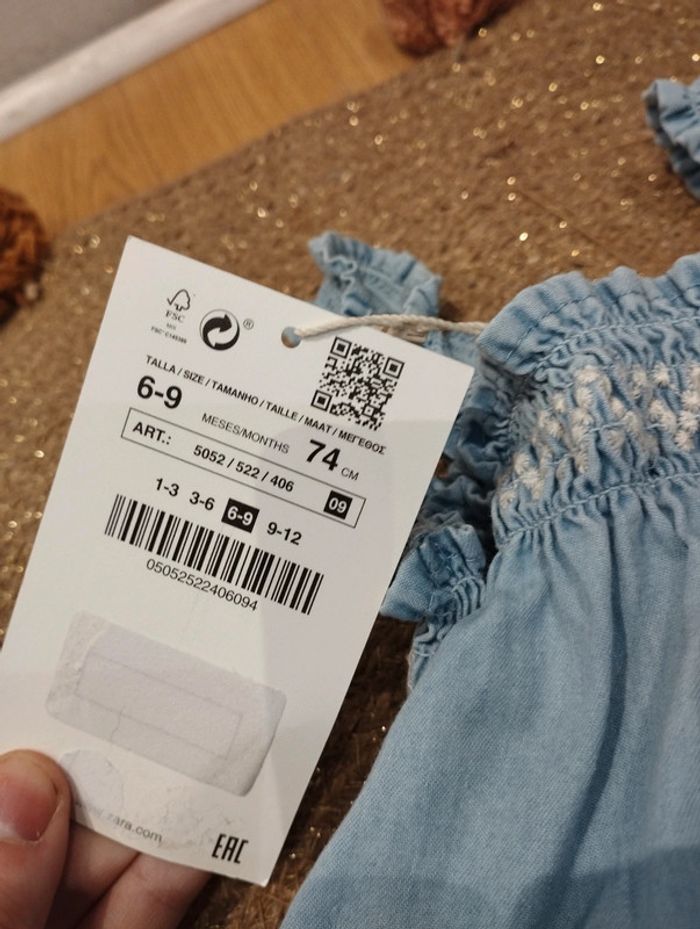 FSC
MIX
®
TALLA / SIZE / TAMANHO / TAILLE / MAAT / ΜΕΓΕΘΟΣ
6-9 MESES/MONTHS 74 CM
ART.: 5052 / 522 / 406 09
1-3 3-6 6-9 9-12
05052522406094
zara.com
EAC